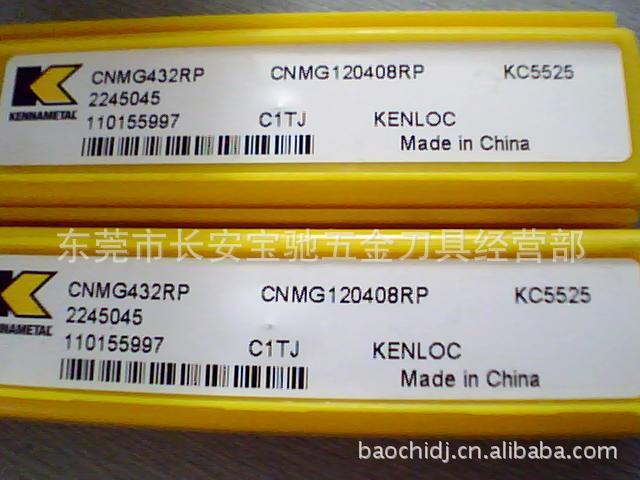 CNMG432RP CNMG120408RP KC5525
KENNAMETAL 2245045
110155997 C1TJ KENLOC
Made in China
东莞市长安宝驰五金刀具经营部
CNMG432RP CNMG120408RP KC5525
NNAMETAL 2245045
110155997 C1TJ KENLOC
Made in China
baochidj.cn.alibaba.com